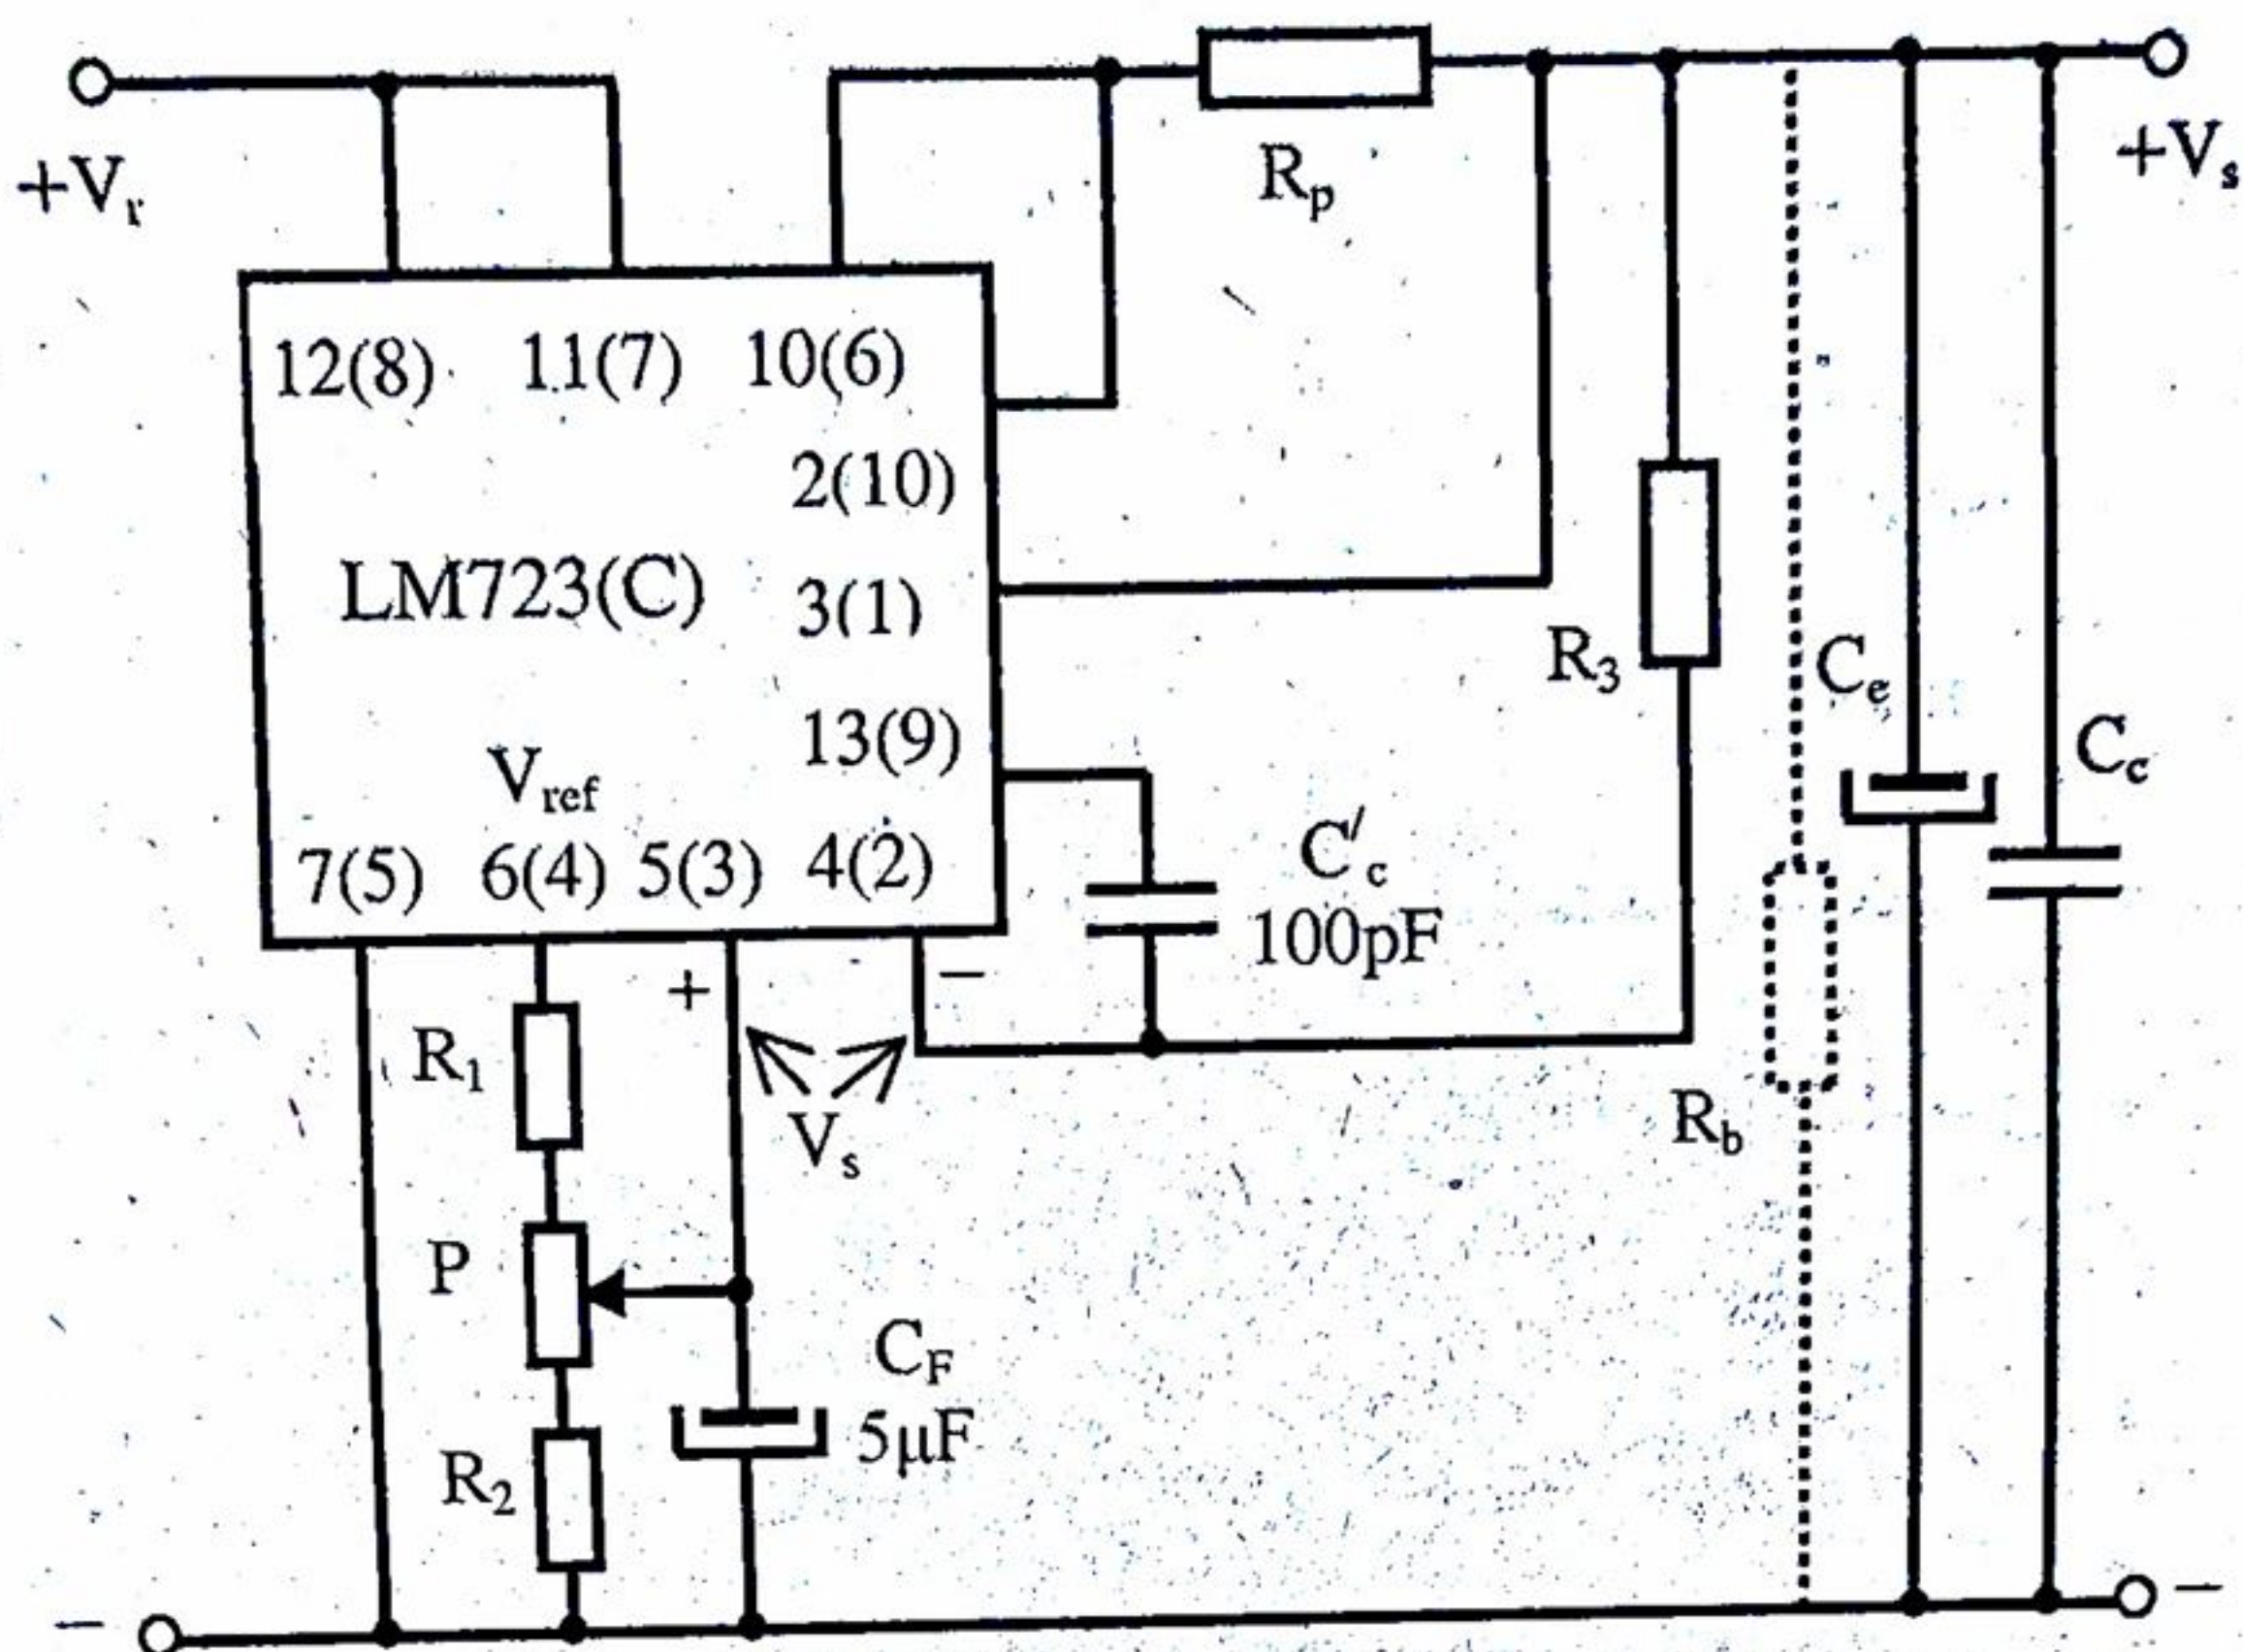 +Vr
Rp
+Vs
12(8) 11(7) 10(6)
2(10)
LM723(C)
3(1)
R3
Ce
13(9)
Cc
Vref
C′c
7(5) 6(4) 5(3) 4(2)
100pF
+
−
R1
Vs
Rb
P
CF
5μF
R2
−
−